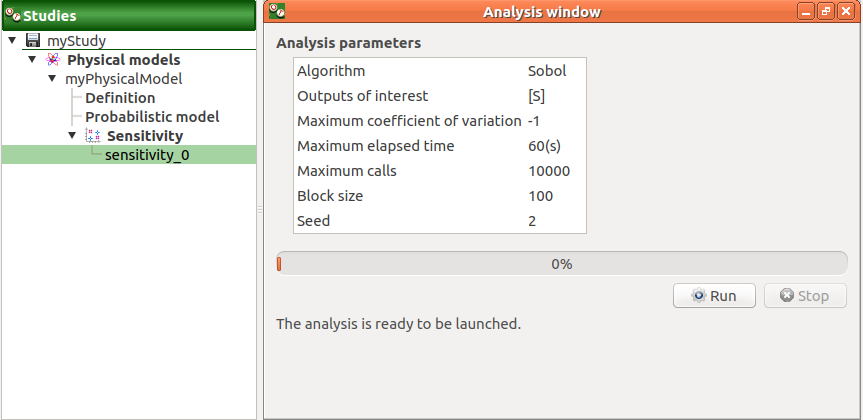 Studies
myStudy
Physical models
myPhysicalModel
Definition
Probabilistic model
Sensitivity
sensitivity_0
Analysis window
Analysis parameters
Algorithm Sobol
Outputs of interest [S]
Maximum coefficient of variation -1
Maximum elapsed time 60(s)
Maximum calls 10000
Block size 100
Seed 2
0%
Run Stop
The analysis is ready to be launched.